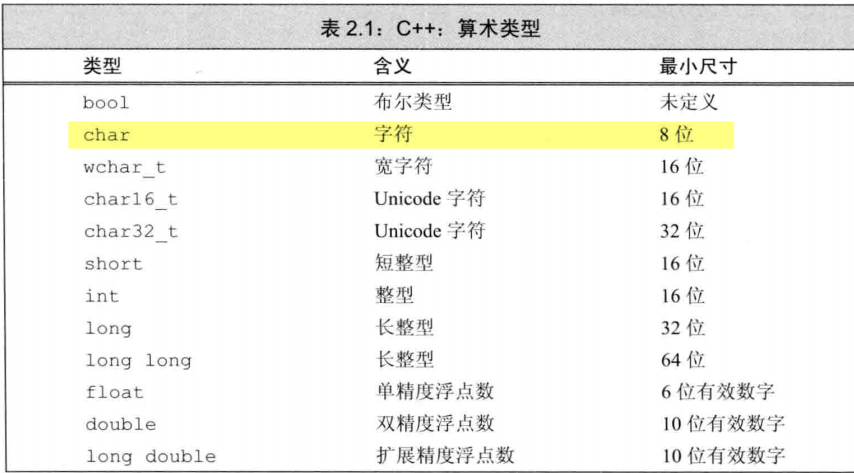 表 2.1：C++：算术类型
类型 含义 最小尺寸
bool 布尔类型 未定义
char 字符 8 位
wchar_t 宽字符 16 位
char16_t Unicode 字符 16 位
char32_t Unicode 字符 32 位
short 短整型 16 位
int 整型 16 位
long 长整型 32 位
long long 长整型 64 位
float 单精度浮点数 6 位有效数字
double 双精度浮点数 10 位有效数字
long double 扩展精度浮点数 10 位有效数字